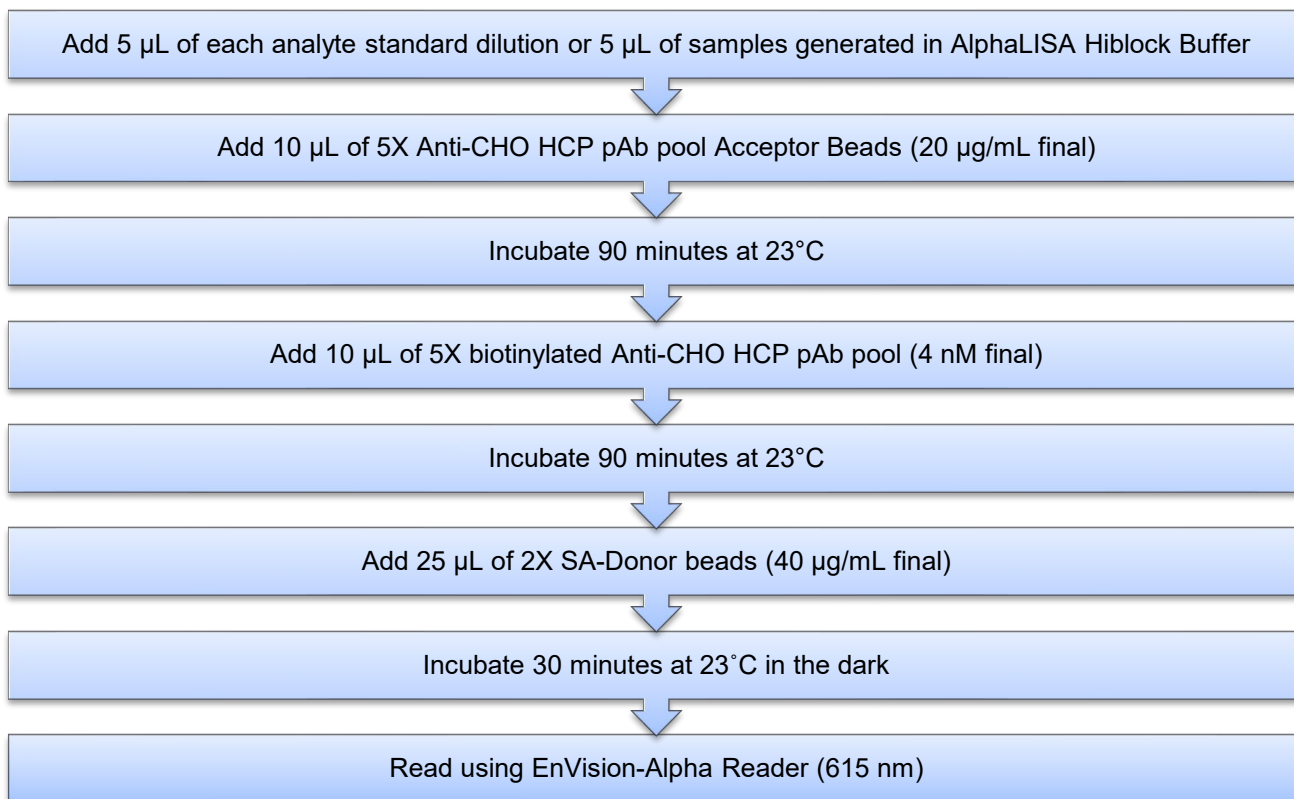 Add 5 µL of each analyte standard dilution or 5 µL of samples generated in AlphaLISA Hiblock Buffer
Add 10 µL of 5X Anti-CHO HCP pAb pool Acceptor Beads (20 µg/mL final)
Incubate 90 minutes at 23°C
Add 10 µL of 5X biotinylated Anti-CHO HCP pAb pool (4 nM final)
Incubate 90 minutes at 23°C
Add 25 µL of 2X SA-Donor beads (40 µg/mL final)
Incubate 30 minutes at 23˚C in the dark
Read using EnVision-Alpha Reader (615 nm)